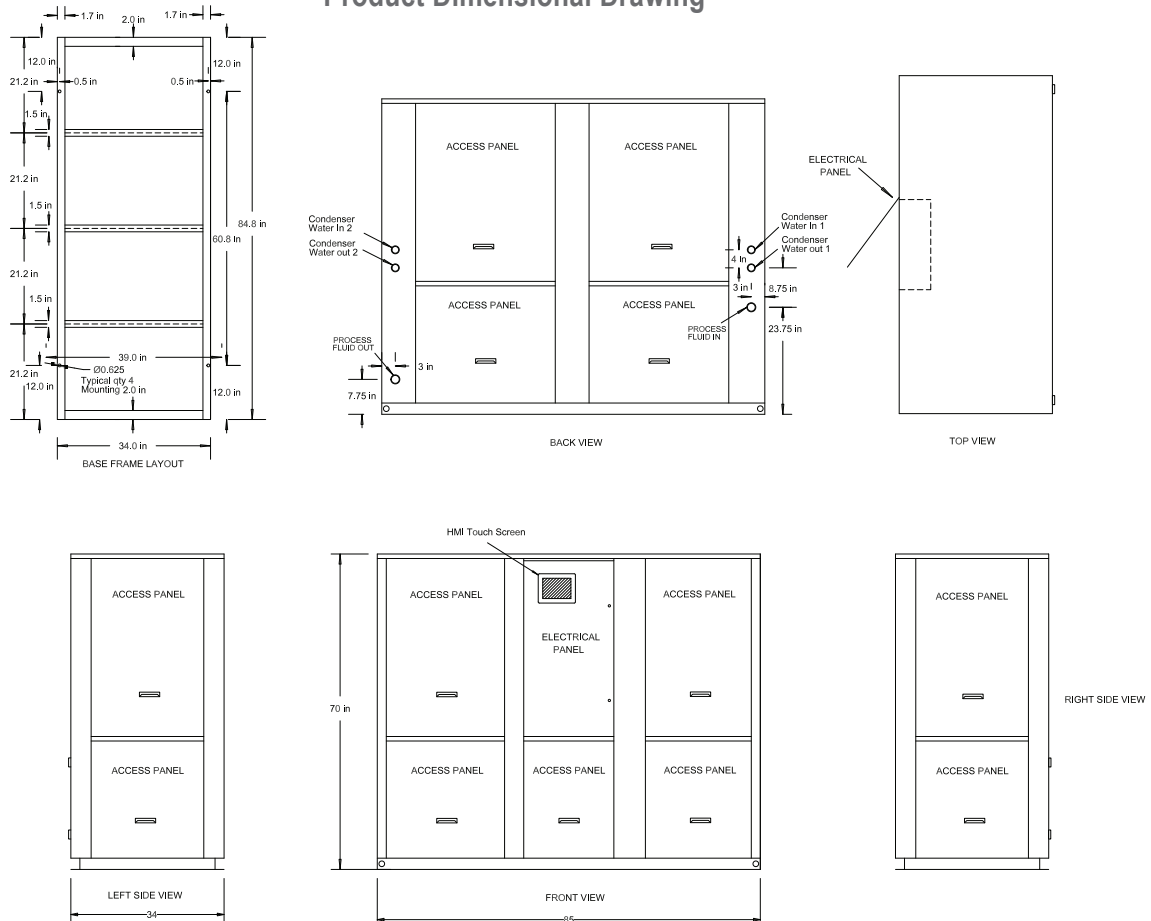 Product Dimensional Drawing
1.7 in
2.0 in
1.7 in
12.0 in
12.0 in
21.2 in
0.5 in
0.5 in
1.5 in
21.2 in
1.5 in
84.8 in
60.8 in
21.2 in
1.5 in
39.0 in
21.2 in
Ø0.625
Typical qty 4
Mounting 2.0 in
12.0 in
12.0 in
34.0 in
BASE FRAME LAYOUT
ACCESS PANEL
ACCESS PANEL
Condenser
Water In 2
Condenser
Water out 2
Condenser
Water In 1
Condenser
Water out 1
4 In
3 in
8.75 in
ACCESS PANEL
ACCESS PANEL
PROCESS
FLUID IN
23.75 in
PROCESS
FLUID OUT
3 in
7.75 in
BACK VIEW
ELECTRICAL
PANEL
TOP VIEW
ACCESS PANEL
ACCESS PANEL
LEFT SIDE VIEW
34
HMI Touch Screen
ACCESS PANEL
ACCESS PANEL
ELECTRICAL
PANEL
70 in
ACCESS PANEL
ACCESS PANEL
ACCESS PANEL
FRONT VIEW
85
ACCESS PANEL
RIGHT SIDE VIEW
ACCESS PANEL